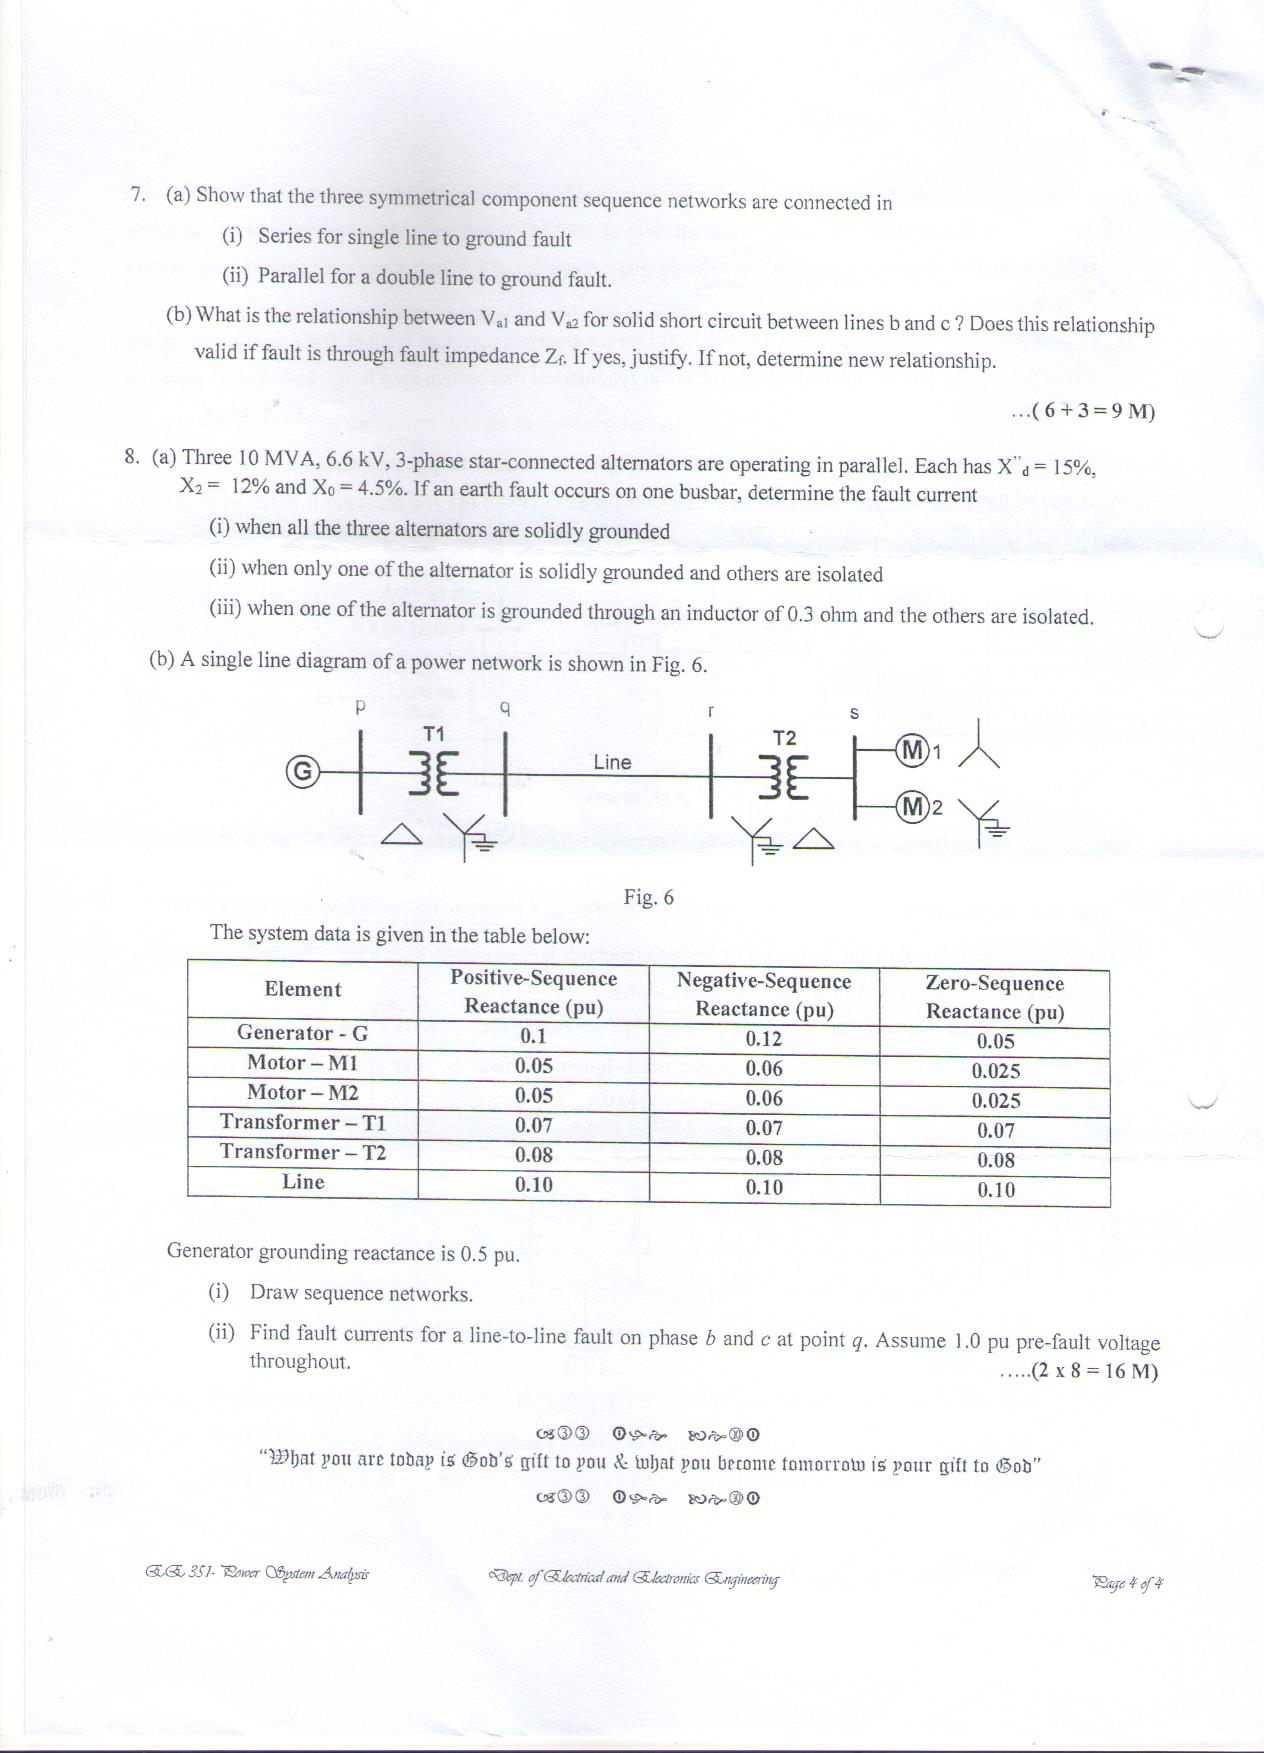 7. (a) Show that the three symmetrical component sequence networks are connected in
(i) Series for single line to ground fault
(ii) Parallel for a double line to ground fault.
(b) What is the relationship between Va1 and Va2 for solid short circuit between lines b and c ? Does this relationship
valid if fault is through fault impedance Zf. If yes, justify. If not, determine new relationship.
...( 6 + 3 = 9 M)
8. (a) Three 10 MVA, 6.6 kV, 3-phase star-connected alternators are operating in parallel. Each has X"d = 15%,
X2 = 12% and X0 = 4.5%. If an earth fault occurs on one busbar, determine the fault current
(i) when all the three alternators are solidly grounded
(ii) when only one of the alternator is solidly grounded and others are isolated
(iii) when one of the alternator is grounded through an inductor of 0.3 ohm and the others are isolated.
(b) A single line diagram of a power network is shown in Fig. 6.
p q r s
T1 T2
G Line M 1
M 2
Fig. 6
The system data is given in the table below:
Element Positive-Sequence Reactance (pu) Negative-Sequence Reactance (pu) Zero-Sequence Reactance (pu)
Generator - G 0.1 0.12 0.05
Motor – M1 0.05 0.06 0.025
Motor – M2 0.05 0.06 0.025
Transformer – T1 0.07 0.07 0.07
Transformer – T2 0.08 0.08 0.08
Line 0.10 0.10 0.10
Generator grounding reactance is 0.5 pu.
(i) Draw sequence networks.
(ii) Find fault currents for a line-to-line fault on phase b and c at point q. Assume 1.0 pu pre-fault voltage
throughout.
.....(2 x 8 = 16 M)
“What you are today is God's gift to you & what you become tomorrow is your gift to God”
EE 351- Power System Analysis Dept. of Electrical and Electronics Engineering Page 4 of 4